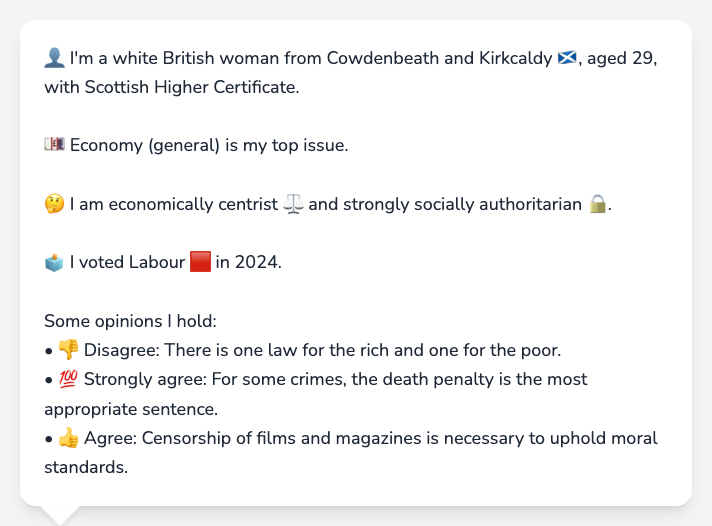 👤 I'm a white British woman from Cowdenbeath and Kirkcaldy 🏴󠁧󠁢󠁳󠁣󠁴󠁿, aged 29,
with Scottish Higher Certificate.
💷 Economy (general) is my top issue.
🤔 I am economically centrist ⚖️ and strongly socially authoritarian 🔒.
🗳️ I voted Labour 🟥 in 2024.
Some opinions I hold:
• 👎 Disagree: There is one law for the rich and one for the poor.
• 💯 Strongly agree: For some crimes, the death penalty is the most
appropriate sentence.
• 👍 Agree: Censorship of films and magazines is necessary to uphold moral
standards.